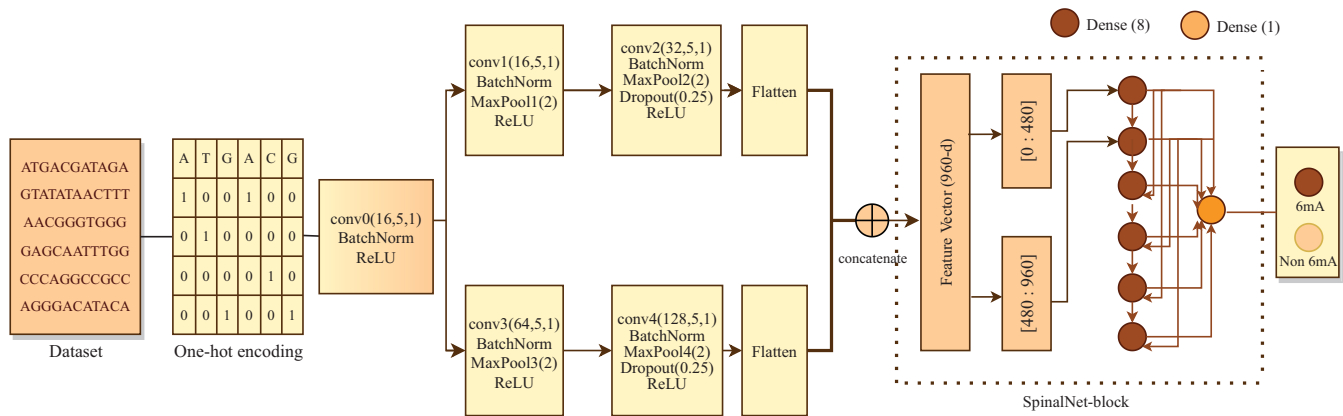 Dense (8)
Dense (1)
ATGACGATAGA
GTATATAACTTT
AACGGGTGGG
GAGCAATTTGG
CCCAGGCCGCC
AGGGACATACA
Dataset
A T G A C G
1 0 0 1 0 0
0 1 0 0 0 0
0 0 0 0 1 0
0 0 1 0 0 1
One-hot encoding
conv0(16,5,1)
BatchNorm
ReLU
conv1(16,5,1)
BatchNorm
MaxPool1(2)
ReLU
conv2(32,5,1)
BatchNorm
MaxPool2(2)
Dropout(0.25)
ReLU
Flatten
conv3(64,5,1)
BatchNorm
MaxPool3(2)
ReLU
conv4(128,5,1)
BatchNorm
MaxPool4(2)
Dropout(0.25)
ReLU
Flatten
concatenate
Feature Vector (960-d)
[0 : 480]
[480 : 960]
SpinalNet-block
6mA
Non 6mA